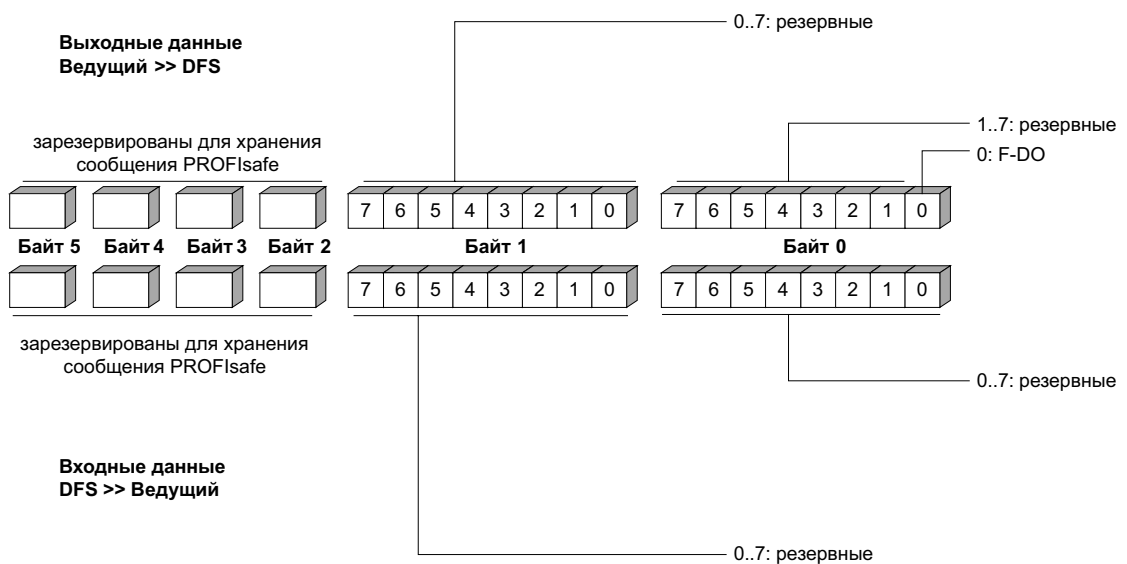 0..7: резервные
Выходные данные
Ведущий >> DFS
1..7: резервные
зарезервированы для хранения
сообщения PROFIsafe
0: F-DO
7 6 5 4 3 2 1 0 7 6 5 4 3 2 1 0
Байт 5 Байт 4 Байт 3 Байт 2 Байт 1 Байт 0
7 6 5 4 3 2 1 0 7 6 5 4 3 2 1 0
зарезервированы для хранения
сообщения PROFIsafe
0..7: резервные
Входные данные
DFS >> Ведущий
0..7: резервные